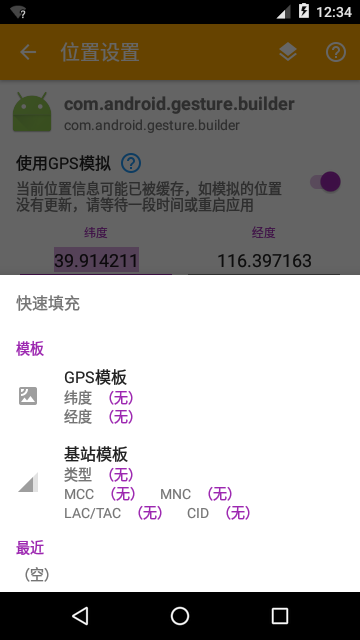 12:34
位置设置
com.android.gesture.builder
com.android.gesture.builder
使用GPS模拟
当前位置信息可能已被缓存，如模拟的位置
没有更新，请等待一段时间或重启应用
纬度 经度
39.914211 116.397163
快速填充
模板
GPS模板
纬度 （无）
经度 （无）
基站模板
类型 （无）
MCC （无） MNC （无）
LAC/TAC （无） CID （无）
最近
（空）